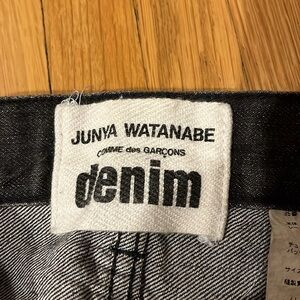 JUNYA WATANABE
COMME des GARÇONS
denim